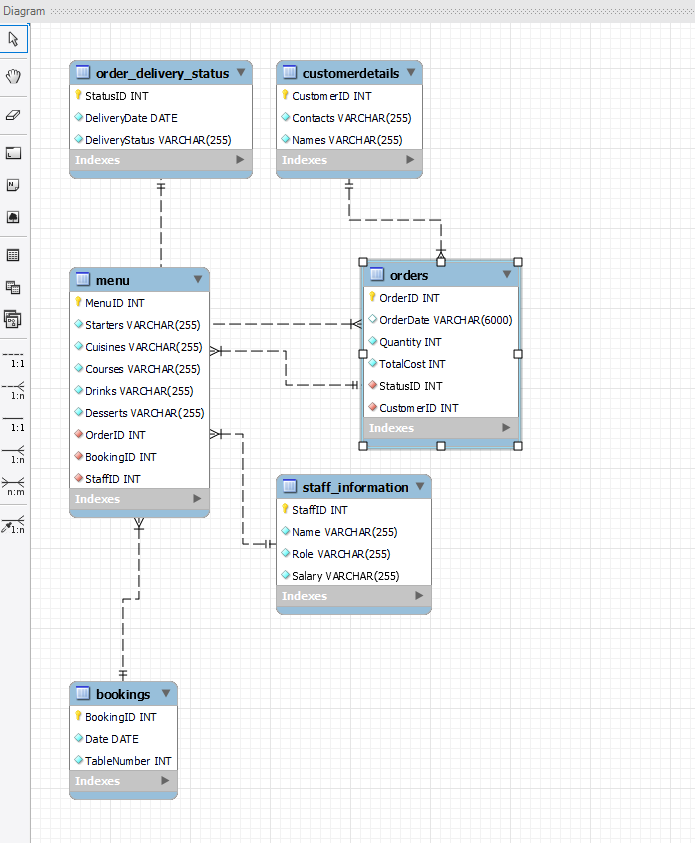 Diagram
order_delivery_status
StatusID INT
DeliveryDate DATE
DeliveryStatus VARCHAR(255)
Indexes
customerdetails
CustomerID INT
Contacts VARCHAR(255)
Names VARCHAR(255)
Indexes
menu
MenuID INT
Starters VARCHAR(255)
Cuisines VARCHAR(255)
Courses VARCHAR(255)
Drinks VARCHAR(255)
Desserts VARCHAR(255)
OrderID INT
BookingID INT
StaffID INT
Indexes
orders
OrderID INT
OrderDate VARCHAR(6000)
Quantity INT
TotalCost INT
StatusID INT
CustomerID INT
Indexes
staff_information
StaffID INT
Name VARCHAR(255)
Role VARCHAR(255)
Salary VARCHAR(255)
Indexes
bookings
BookingID INT
Date DATE
TableNumber INT
Indexes
1:1
1:n
1:1
1:n
n:m
1:n